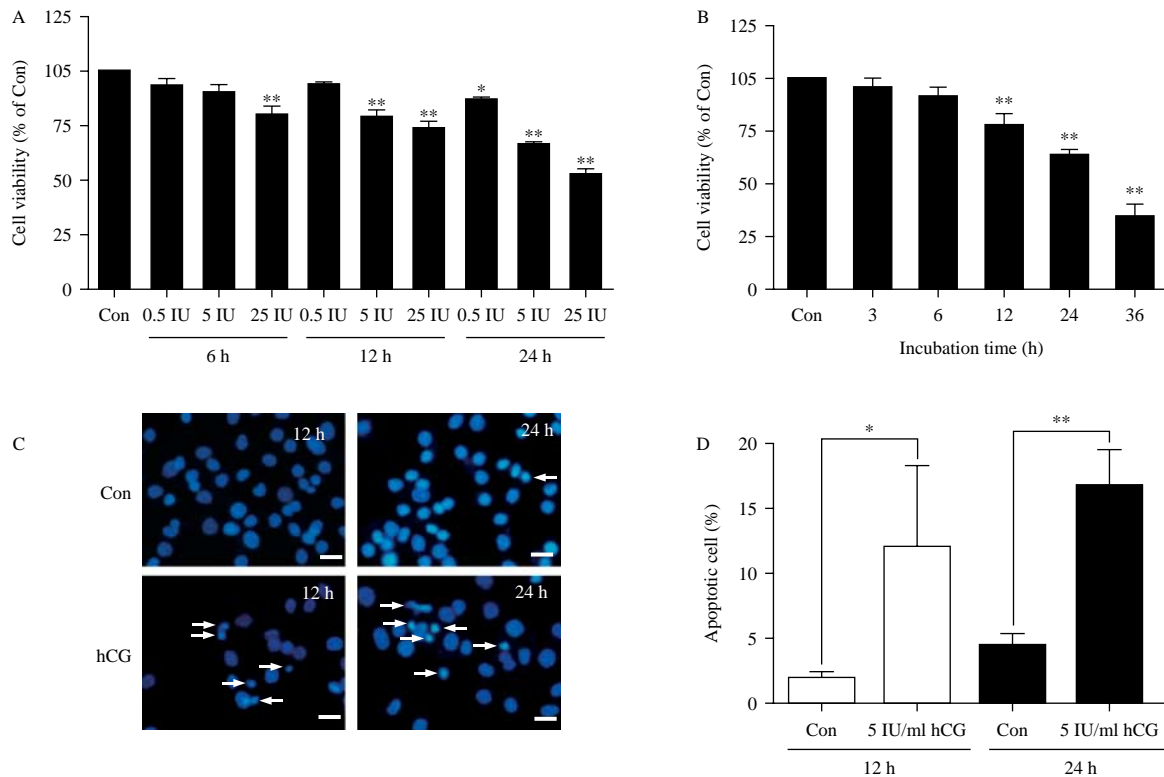 A
Cell viability (% of Con)
125
105
75
50
25
0
** ** ** * ** **
Con 0.5 IU 5 IU 25 IU 0.5 IU 5 IU 25 IU 0.5 IU 5 IU 25 IU
6 h 12 h 24 h
B
Cell viability (% of Con)
125
105
75
50
25
0
** ** **
Con 3 6 12 24 36
Incubation time (h)
C
12 h 24 h
Con
12 h 24 h
hCG
D
Apoptotic cell (%)
20
15
10
5
0
* **
Con 5 IU/ml hCG Con 5 IU/ml hCG
12 h 24 h